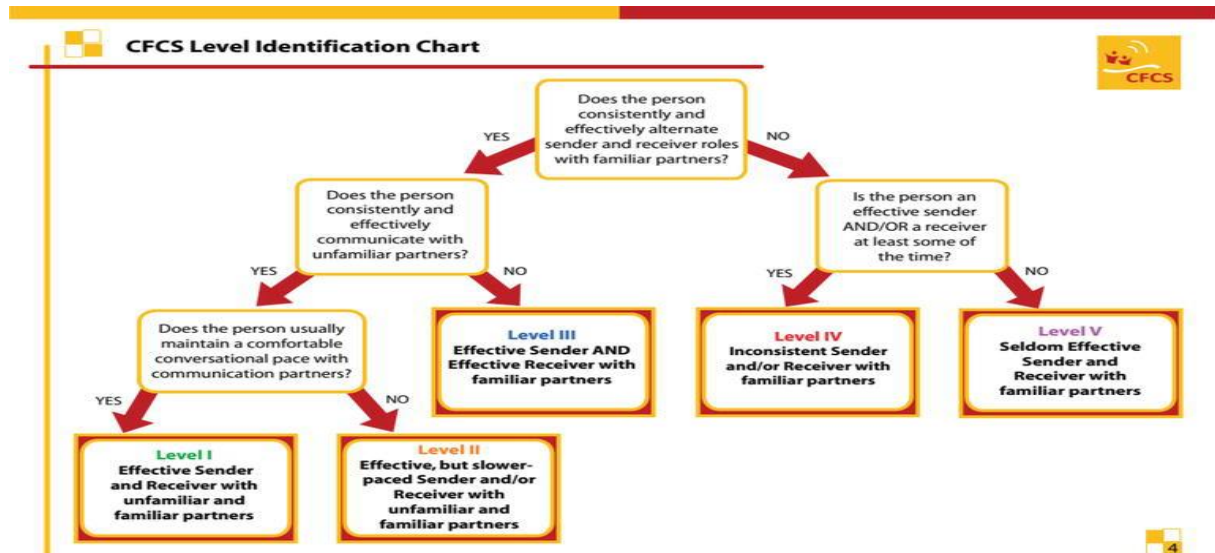 CFCS Level Identification Chart
CFCS
Does the person
consistently and
effectively alternate
sender and receiver roles
with familiar partners?
YES
NO
Does the person
consistently and
effectively
communicate with
unfamiliar partners?
Is the person an
effective sender
AND/OR a receiver
at least some of
the time?
YES
NO
YES
NO
Does the person usually
maintain a comfortable
conversational pace with
communication partners?
Level III
Effective Sender AND
Effective Receiver with
familiar partners
Level IV
Inconsistent Sender
and/or Receiver with
familiar partners
Level V
Seldom Effective
Sender and
Receiver with
familiar partners
YES
NO
Level I
Effective Sender
and Receiver with
unfamiliar and
familiar partners
Level II
Effective, but slower-
paced Sender and/or
Receiver with
unfamiliar and
familiar partners
4